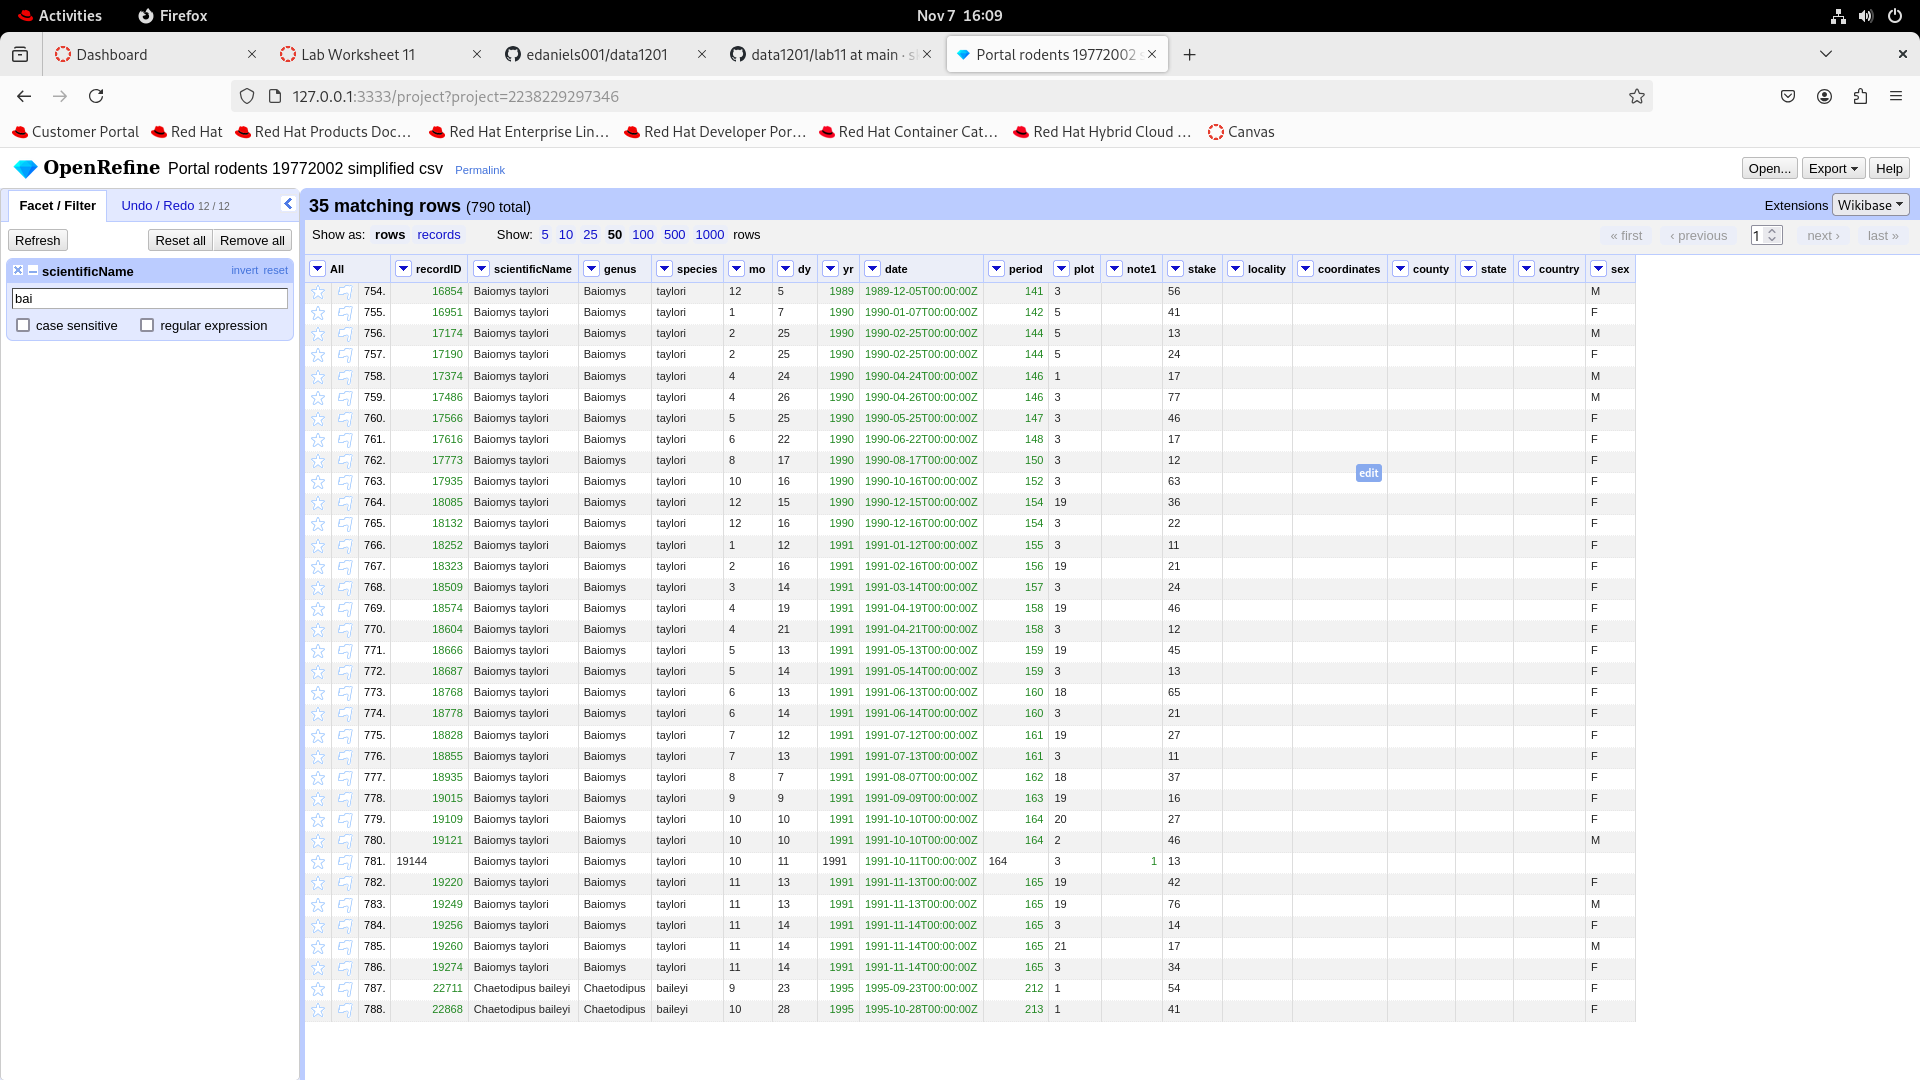 Activities Firefox Nov 7 16:09
Dashboard Lab Worksheet 11 edaniels001/data1201 data1201/lab11 at main · Portal rodents 19772002
127.0.0.1:3333/project?project=2238229297346
Customer Portal Red Hat Red Hat Products Doc… Red Hat Enterprise Lin… Red Hat Developer Por… Red Hat Container Cat… Red Hat Hybrid Cloud … Canvas
OpenRefine Portal rodents 19772002 simplified csv Permalink Open... Export Help
Facet / Filter Undo / Redo 12 / 12 35 matching rows (790 total) Extensions Wikibase
Refresh Reset all Remove all Show as: rows records Show: 5 10 25 50 100 500 1000 rows « first ‹ previous 1 next › last »
scientificName invert reset
bai
case sensitive regular expression
All recordID scientificName genus species mo dy yr date period plot note1 stake locality coordinates county state country sex
754. 16854 Baiomys taylori Baiomys taylori 12 5 1989 1989-12-05T00:00:00Z 141 3 56 M
755. 16951 Baiomys taylori Baiomys taylori 1 7 1990 1990-01-07T00:00:00Z 142 5 41 F
756. 17174 Baiomys taylori Baiomys taylori 2 25 1990 1990-02-25T00:00:00Z 144 5 13 M
757. 17190 Baiomys taylori Baiomys taylori 2 25 1990 1990-02-25T00:00:00Z 144 5 24 F
758. 17374 Baiomys taylori Baiomys taylori 4 24 1990 1990-04-24T00:00:00Z 146 1 17 M
759. 17486 Baiomys taylori Baiomys taylori 4 26 1990 1990-04-26T00:00:00Z 146 3 77 M
760. 17566 Baiomys taylori Baiomys taylori 5 25 1990 1990-05-25T00:00:00Z 147 3 46 F
761. 17616 Baiomys taylori Baiomys taylori 6 22 1990 1990-06-22T00:00:00Z 148 3 17 F
762. 17773 Baiomys taylori Baiomys taylori 8 17 1990 1990-08-17T00:00:00Z 150 3 12 F
edit
763. 17935 Baiomys taylori Baiomys taylori 10 16 1990 1990-10-16T00:00:00Z 152 3 63 F
764. 18085 Baiomys taylori Baiomys taylori 12 15 1990 1990-12-15T00:00:00Z 154 19 36 F
765. 18132 Baiomys taylori Baiomys taylori 12 16 1990 1990-12-16T00:00:00Z 154 3 22 F
766. 18252 Baiomys taylori Baiomys taylori 1 12 1991 1991-01-12T00:00:00Z 155 3 11 F
767. 18323 Baiomys taylori Baiomys taylori 2 16 1991 1991-02-16T00:00:00Z 156 19 21 F
768. 18509 Baiomys taylori Baiomys taylori 3 14 1991 1991-03-14T00:00:00Z 157 3 24 F
769. 18574 Baiomys taylori Baiomys taylori 4 19 1991 1991-04-19T00:00:00Z 158 19 46 F
770. 18604 Baiomys taylori Baiomys taylori 4 21 1991 1991-04-21T00:00:00Z 158 3 12 F
771. 18666 Baiomys taylori Baiomys taylori 5 13 1991 1991-05-13T00:00:00Z 159 19 45 F
772. 18687 Baiomys taylori Baiomys taylori 5 14 1991 1991-05-14T00:00:00Z 159 3 13 F
773. 18768 Baiomys taylori Baiomys taylori 6 13 1991 1991-06-13T00:00:00Z 160 18 65 F
774. 18778 Baiomys taylori Baiomys taylori 6 14 1991 1991-06-14T00:00:00Z 160 3 21 F
775. 18828 Baiomys taylori Baiomys taylori 7 12 1991 1991-07-12T00:00:00Z 161 19 27 F
776. 18855 Baiomys taylori Baiomys taylori 7 13 1991 1991-07-13T00:00:00Z 161 3 11 F
777. 18935 Baiomys taylori Baiomys taylori 8 7 1991 1991-08-07T00:00:00Z 162 18 37 F
778. 19015 Baiomys taylori Baiomys taylori 9 9 1991 1991-09-09T00:00:00Z 163 19 16 F
779. 19109 Baiomys taylori Baiomys taylori 10 10 1991 1991-10-10T00:00:00Z 164 20 27 F
780. 19121 Baiomys taylori Baiomys taylori 10 10 1991 1991-10-10T00:00:00Z 164 2 46 M
781. 19144 Baiomys taylori Baiomys taylori 10 11 1991 1991-10-11T00:00:00Z 164 3 1 13
782. 19220 Baiomys taylori Baiomys taylori 11 13 1991 1991-11-13T00:00:00Z 165 19 42 F
783. 19249 Baiomys taylori Baiomys taylori 11 13 1991 1991-11-13T00:00:00Z 165 19 76 M
784. 19256 Baiomys taylori Baiomys taylori 11 14 1991 1991-11-14T00:00:00Z 165 3 14 F
785. 19260 Baiomys taylori Baiomys taylori 11 14 1991 1991-11-14T00:00:00Z 165 21 17 M
786. 19274 Baiomys taylori Baiomys taylori 11 14 1991 1991-11-14T00:00:00Z 165 3 34 F
787. 22711 Chaetodipus baileyi Chaetodipus baileyi 9 23 1995 1995-09-23T00:00:00Z 212 1 54 F
788. 22868 Chaetodipus baileyi Chaetodipus baileyi 10 28 1995 1995-10-28T00:00:00Z 213 1 41 F